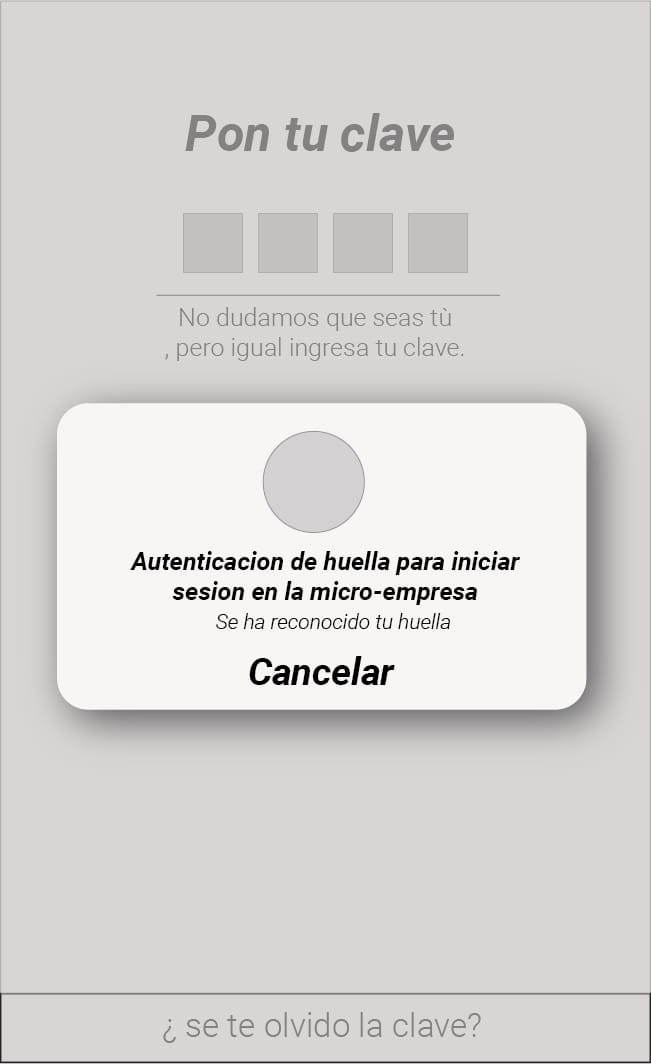 Pon tu clave
No dudamos que seas tù
, pero igual ingresa tu clave.
Autenticacion de huella para iniciar
sesion en la micro-empresa
Se ha reconocido tu huella
Cancelar
¿ se te olvido la clave?